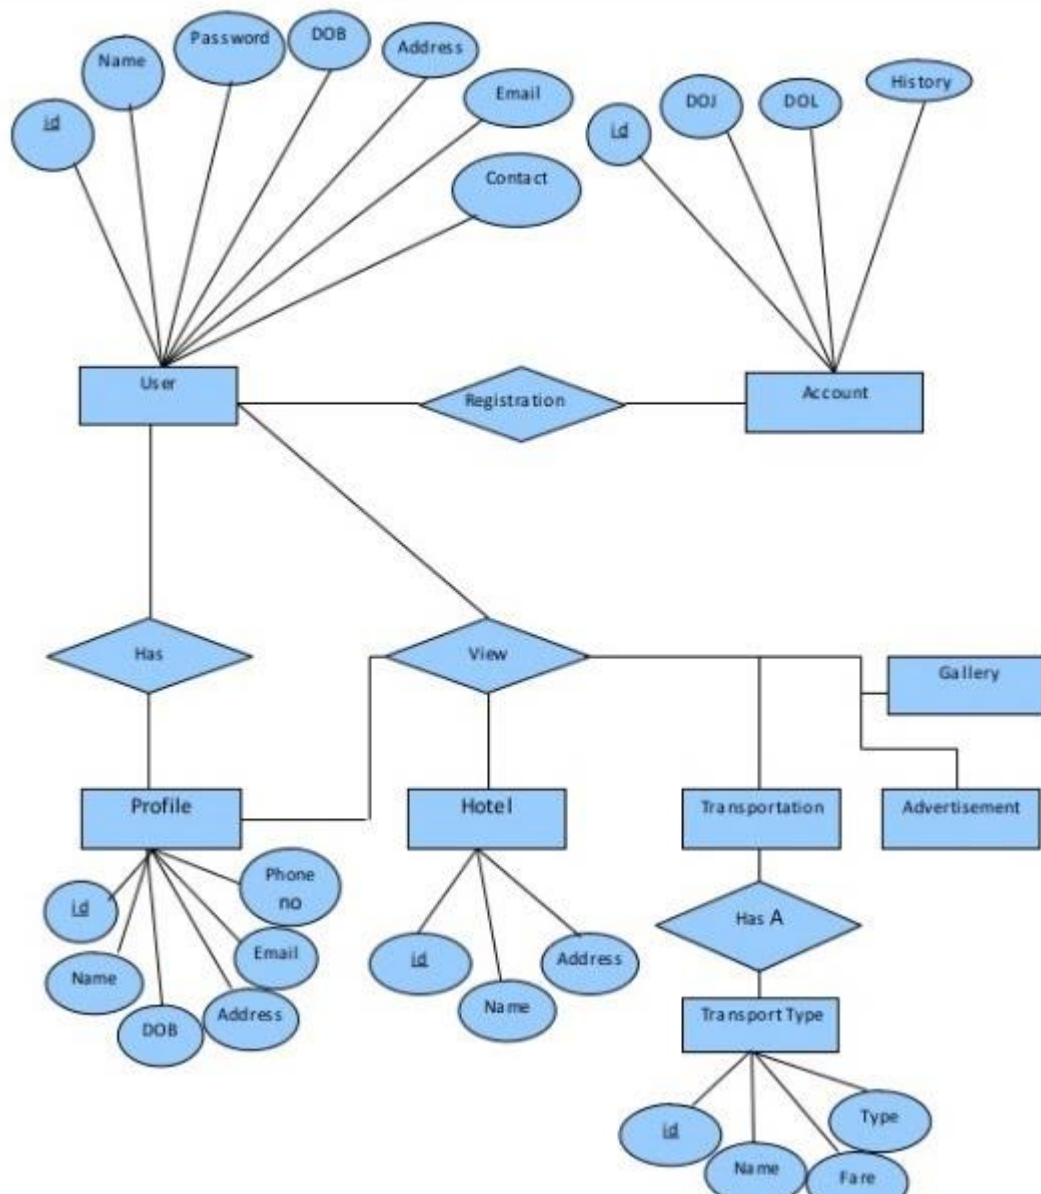 Password
DOB
Address
Name
Email
History
DOJ
DOL
id
id
Contact
User
Registration
Account
Has
View
Gallery
Profile
Hotel
Transportation
Advertisement
Phone
no
id
Name
DOB
Address
Email
id
Name
Address
Has A
Transport Type
id
Name
Fare
Type